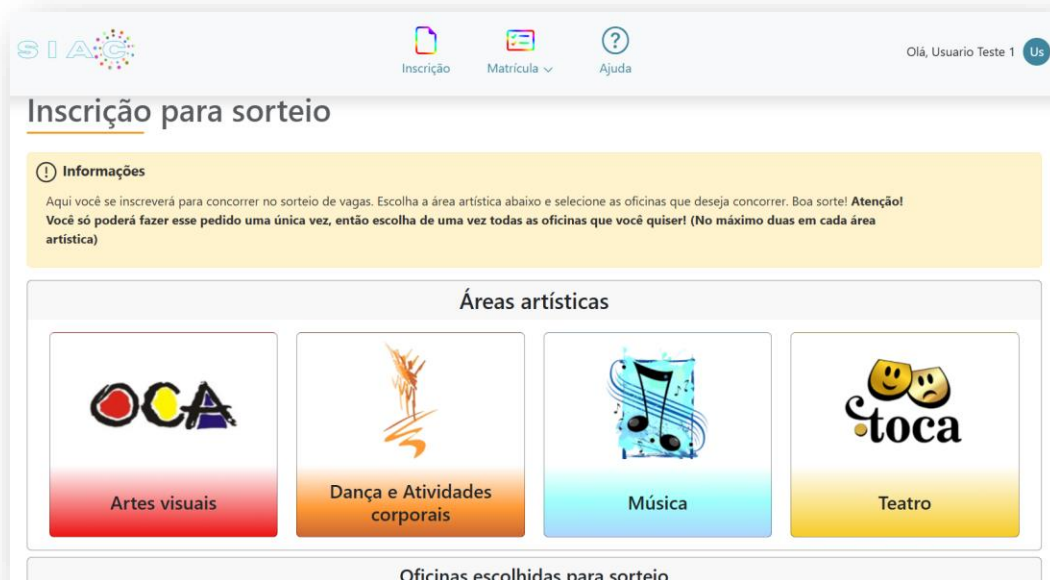 SIAC
Inscrição
Matrícula
Ajuda
Olá, Usuario Teste 1
Us
Inscrição para sorteio
Informações
Aqui você se inscreverá para concorrer no sorteio de vagas. Escolha a área artística abaixo e selecione as oficinas que deseja concorrer. Boa sorte! Atenção!
Você só poderá fazer esse pedido uma única vez, então escolha de uma vez todas as oficinas que você quiser! (No máximo duas em cada área
artística)
Áreas artísticas
OCA
toca
Artes visuais
Dança e Atividades
corporais
Música
Teatro
Oficinas escolhidas para sorteio